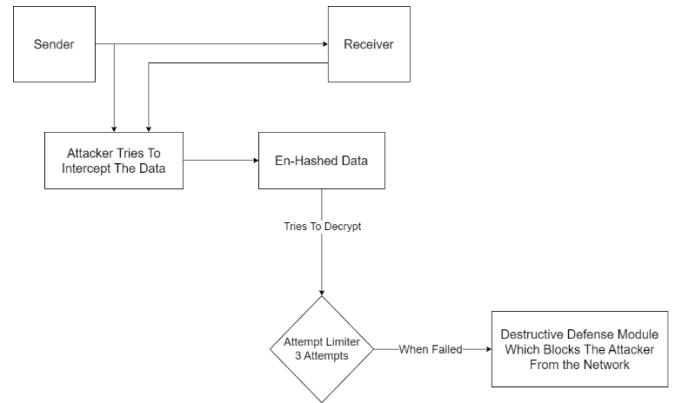 Sender
Receiver
Attacker Tries To
Intercept The Data
En-Hashed Data
Tries To Decrypt
Attempt Limiter
3 Attempts
When Failed
Destructive Defense Module
Which Blocks The Attacker
From the Network